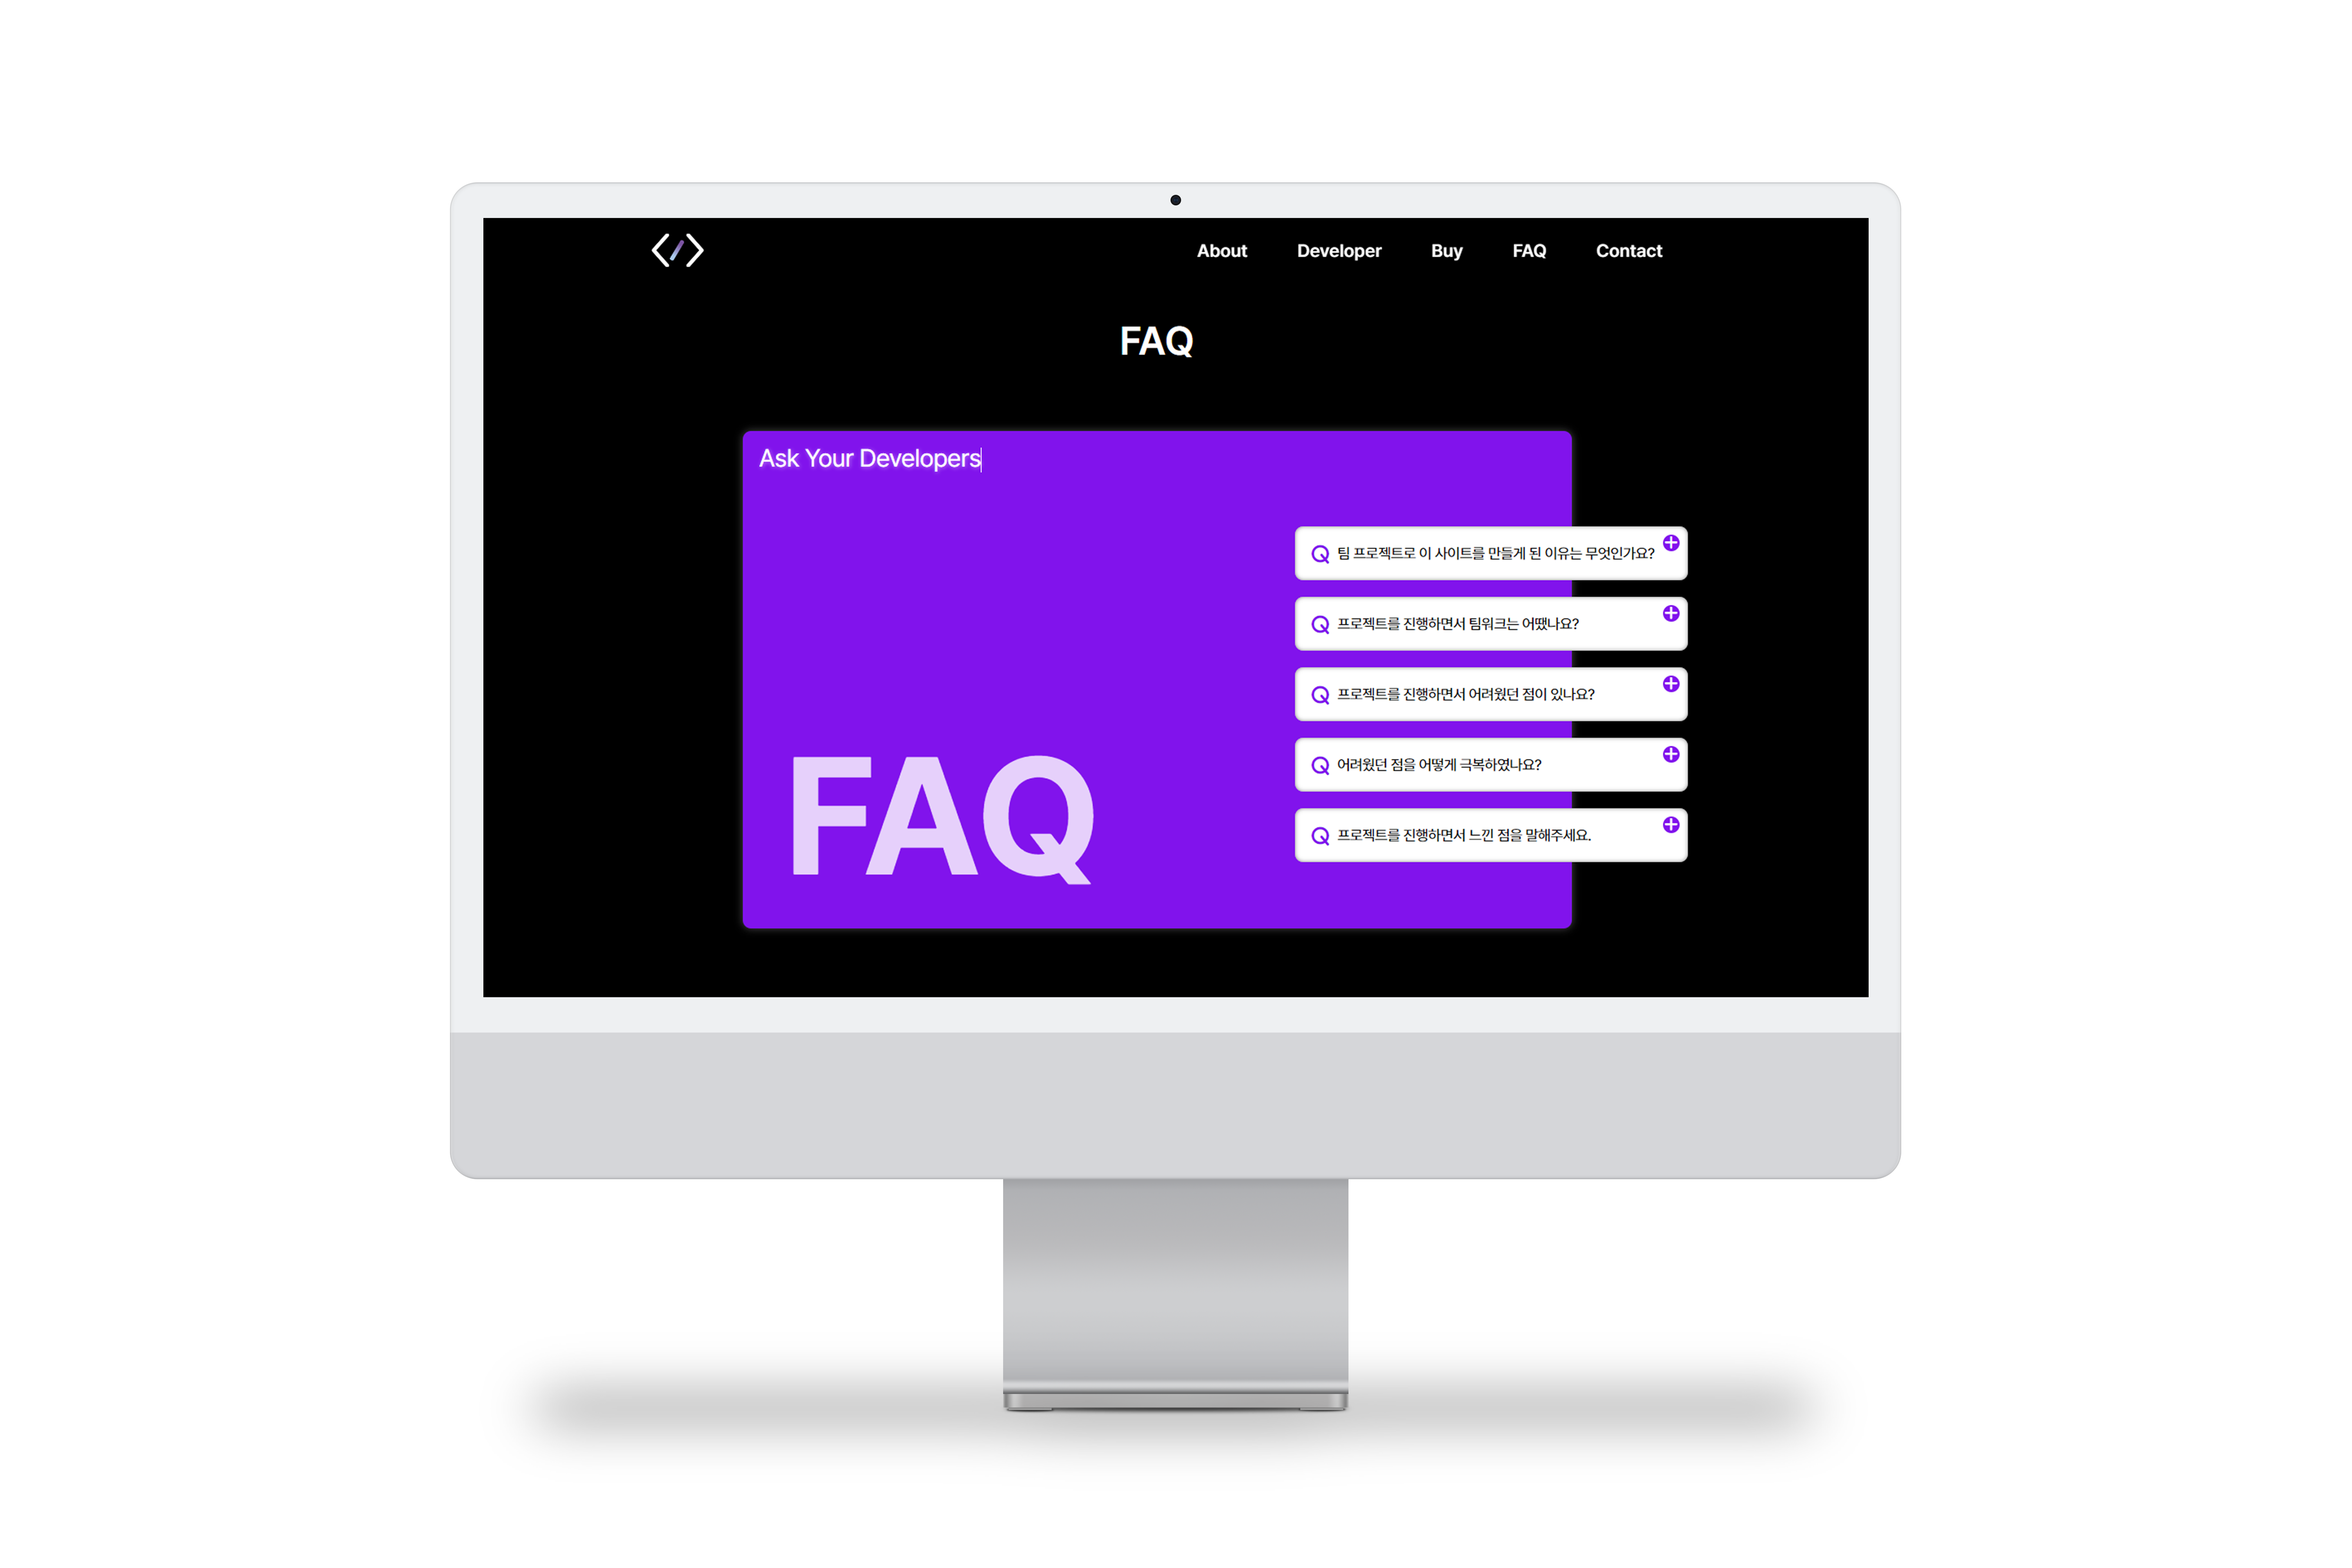 </>
About Developer Buy FAQ Contact
FAQ
Ask Your Developers
Q 팀 프로젝트로 이 사이트를 만들게 된 이유는 무엇인가요?
Q 프로젝트를 진행하면서 팀워크는 어땠나요?
Q 프로젝트를 진행하면서 어려웠던 점이 있나요?
Q 어려웠던 점을 어떻게 극복하였나요?
Q 프로젝트를 진행하면서 느낀 점을 말해주세요.
FAQ